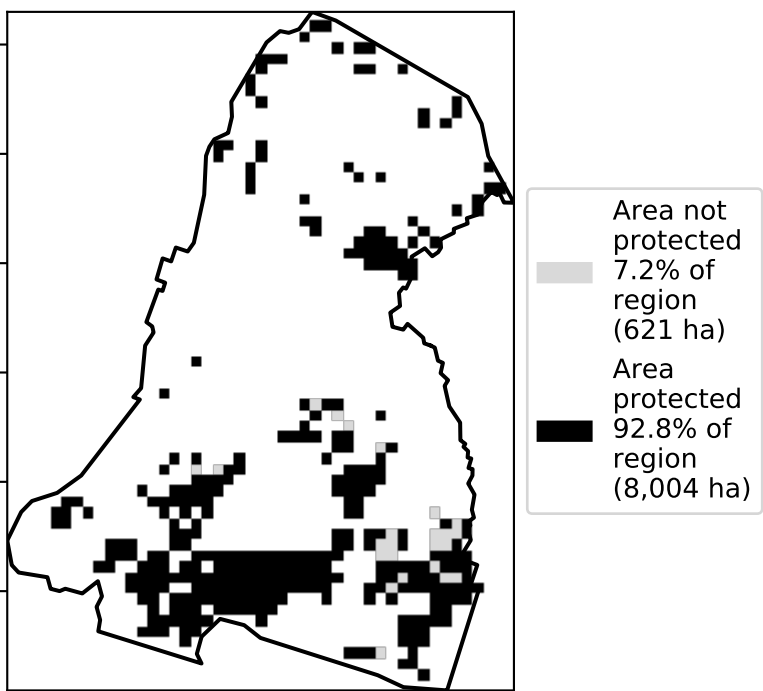 Area not
protected
7.2% of
region
(621 ha)
Area
protected
92.8% of
region
(8,004 ha)